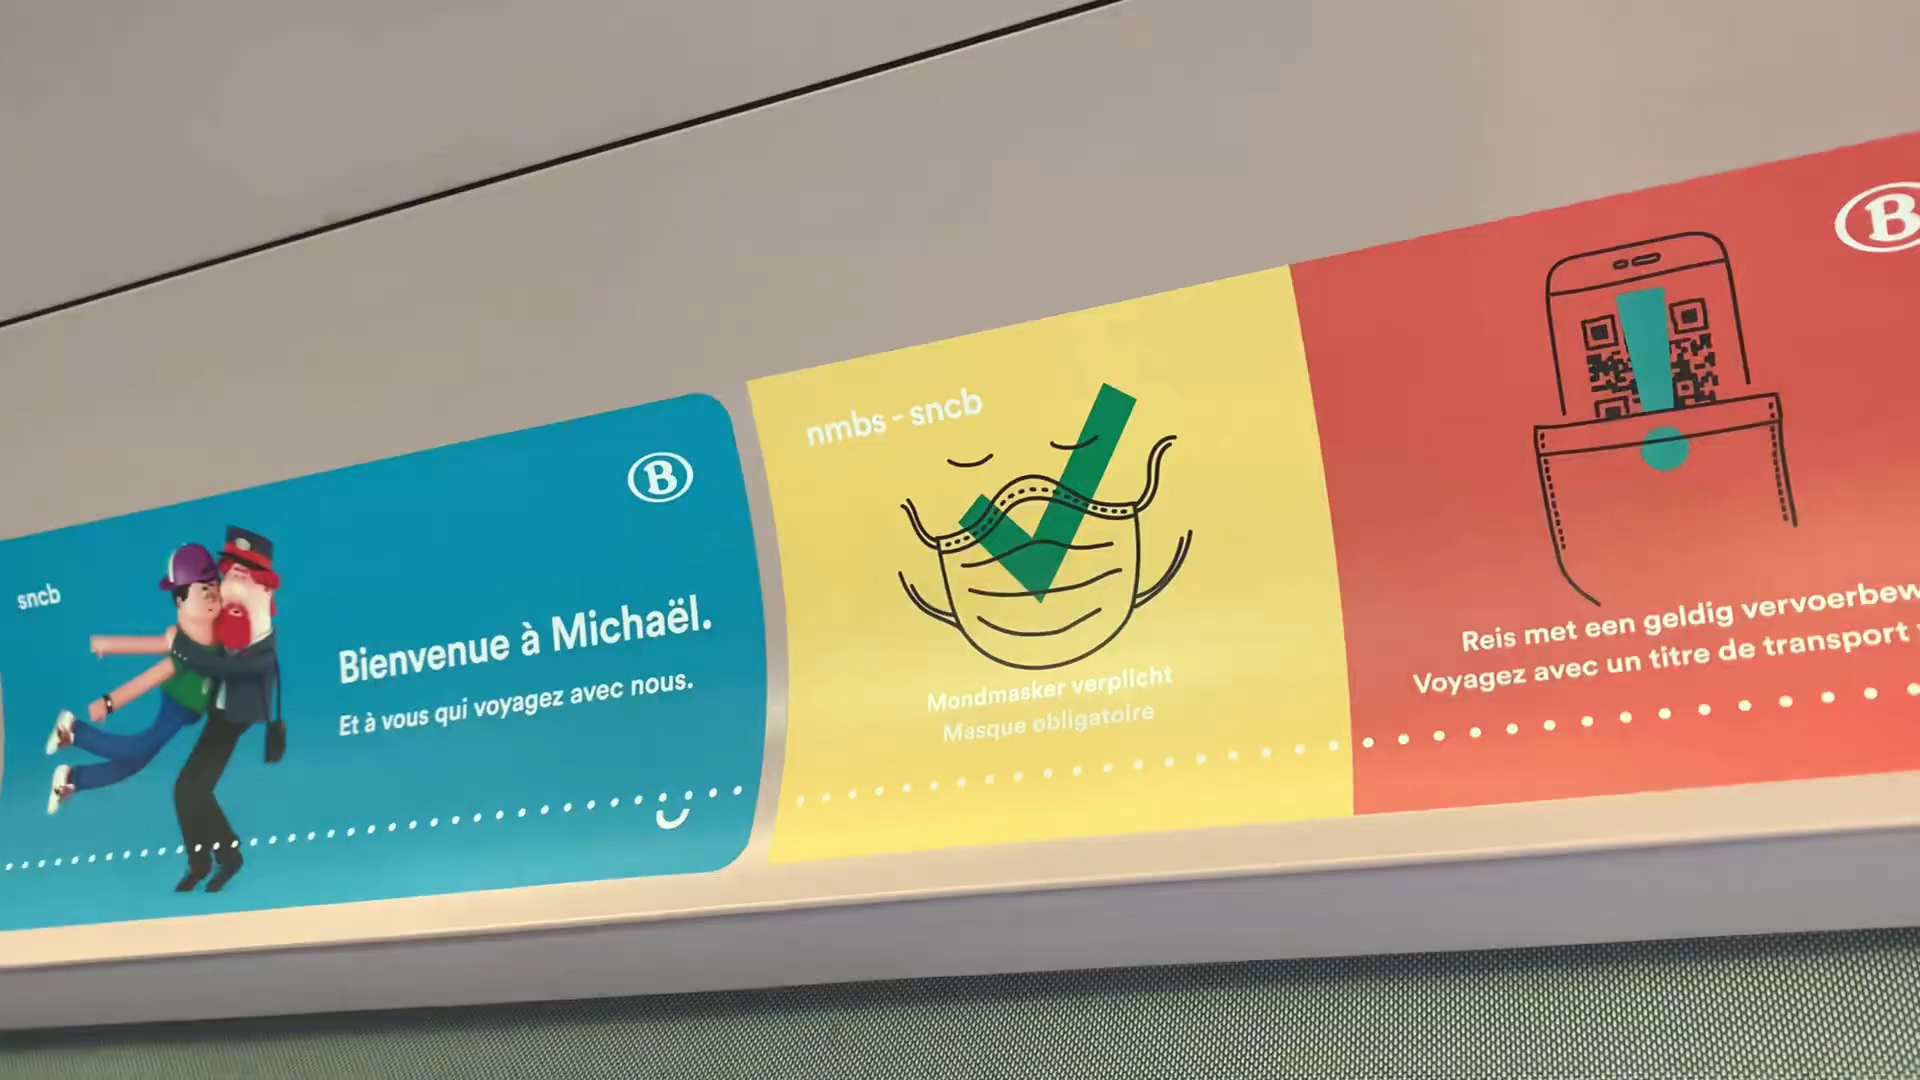 sncb
B
Bienvenue à Michaël.
Et à vous qui voyagez avec nous.
nmbs - sncb
Mondmasker verplicht
Masque obligatoire
B
Reis met een geldig
Voyagez avec un titre de transport